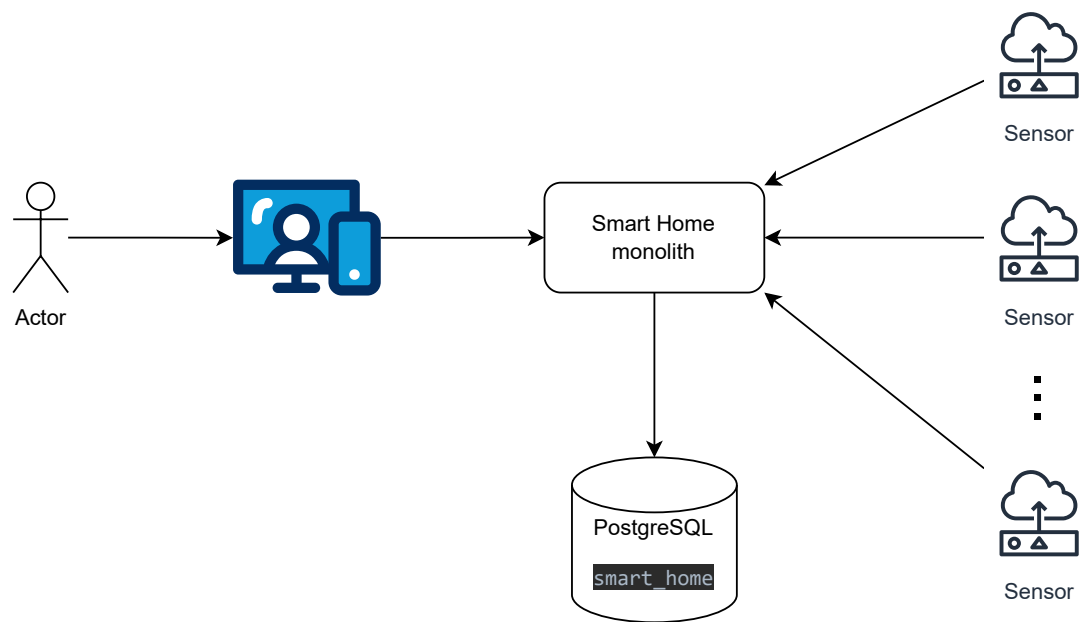 Sensor
Smart Home
monolith
Sensor
Actor
PostgreSQL
smart_home
Sensor